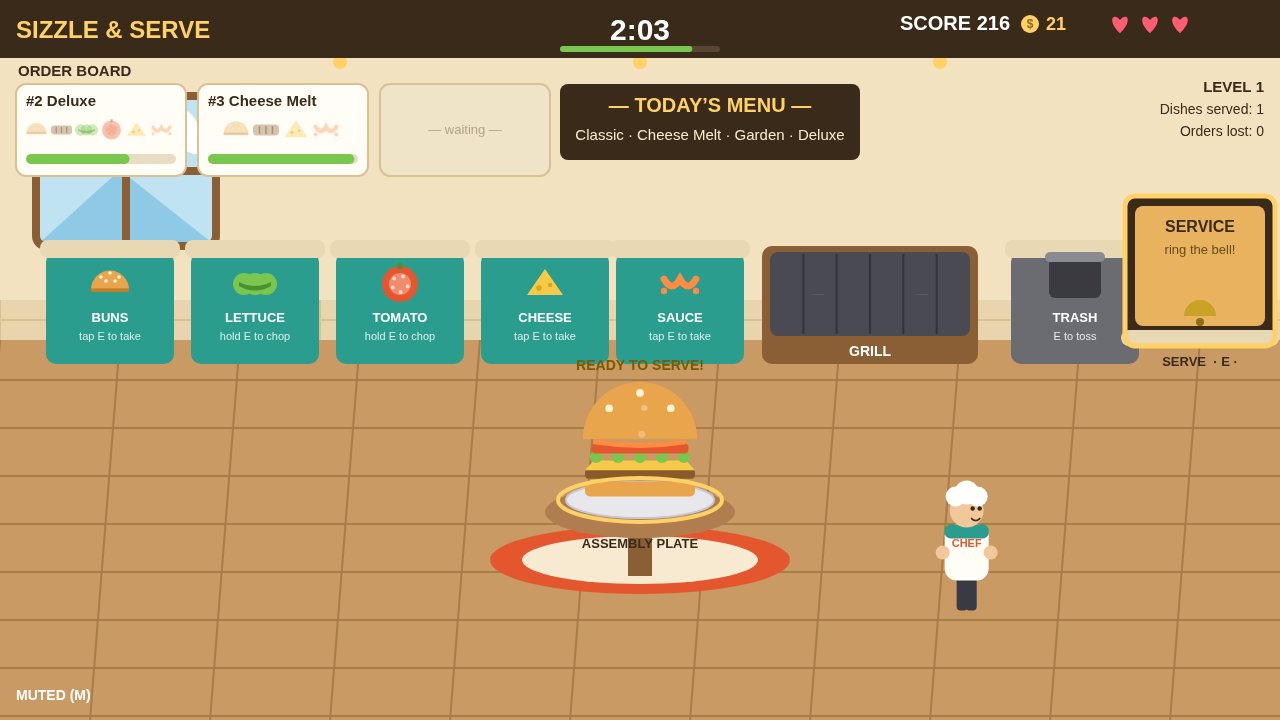 SIZZLE & SERVE
2:03
SCORE 216
$ 21
ORDER BOARD
#2 Deluxe
#3 Cheese Melt
— waiting —
— TODAY’S MENU —
Classic · Cheese Melt · Garden · Deluxe
LEVEL 1
Dishes served: 1
Orders lost: 0
SERVICE
ring the bell!
BUNS
tap E to take
LETTUCE
hold E to chop
TOMATO
hold E to chop
CHEESE
tap E to take
SAUCE
tap E to take
GRILL
TRASH
E to toss
SERVE · E ·
READY TO SERVE!
ASSEMBLY PLATE
CHEF
MUTED (M)